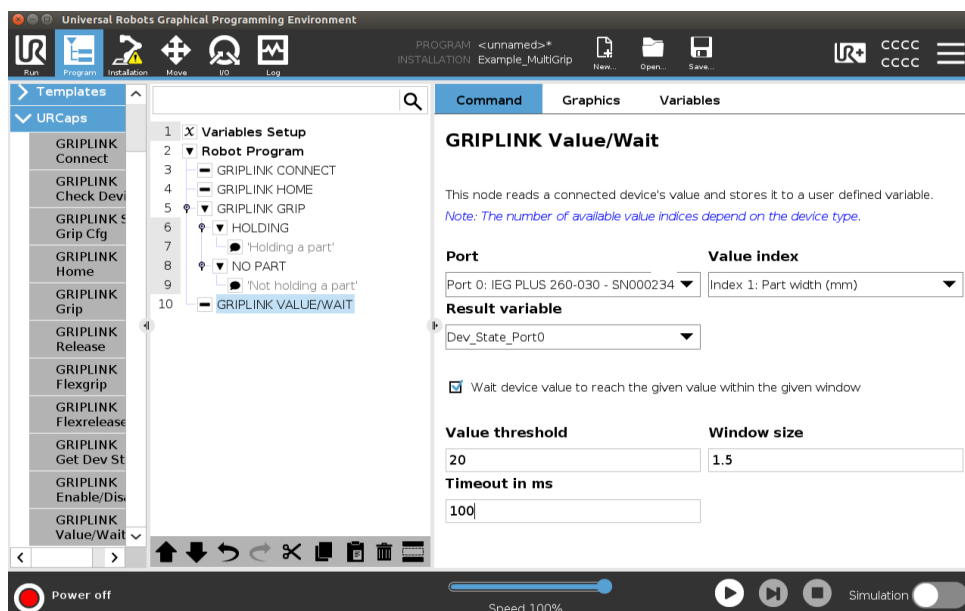 Universal Robots Graphical Programming Environment
UR
Run
Program
Installation
Move
I/O
Log
PROGRAM <unnamed>*
INSTALLATION Example_MultiGrip
New...
Open...
Save...
UR+
CCCC
CCCC
Templates
URCaps
GRIPLINK
Connect
GRIPLINK
Check Devi
GRIPLINK S
Grip Cfg
GRIPLINK
Home
GRIPLINK
Grip
GRIPLINK
Release
GRIPLINK
Flexgrip
GRIPLINK
Flexrelease
GRIPLINK
Get Dev St
GRIPLINK
Enable/Disa
GRIPLINK
Value/Wait
1 X Variables Setup
2 Robot Program
3 GRIPLINK CONNECT
4 GRIPLINK HOME
5 GRIPLINK GRIP
6 HOLDING
7 'Holding a part'
8 NO PART
9 'Not holding a part'
10 GRIPLINK VALUE/WAIT
Command Graphics Variables
GRIPLINK Value/Wait
This node reads a connected device's value and stores it to a user defined variable.
Note: The number of available value indices depend on the device type.
Port Value index
Port 0: IEG PLUS 260-030 - SN000234 Index 1: Part width (mm)
Result variable
Dev_State_Port0
Wait device value to reach the given value within the given window
Value threshold Window size
20 1.5
Timeout in ms
100
Power off
Speed 100%
Simulation